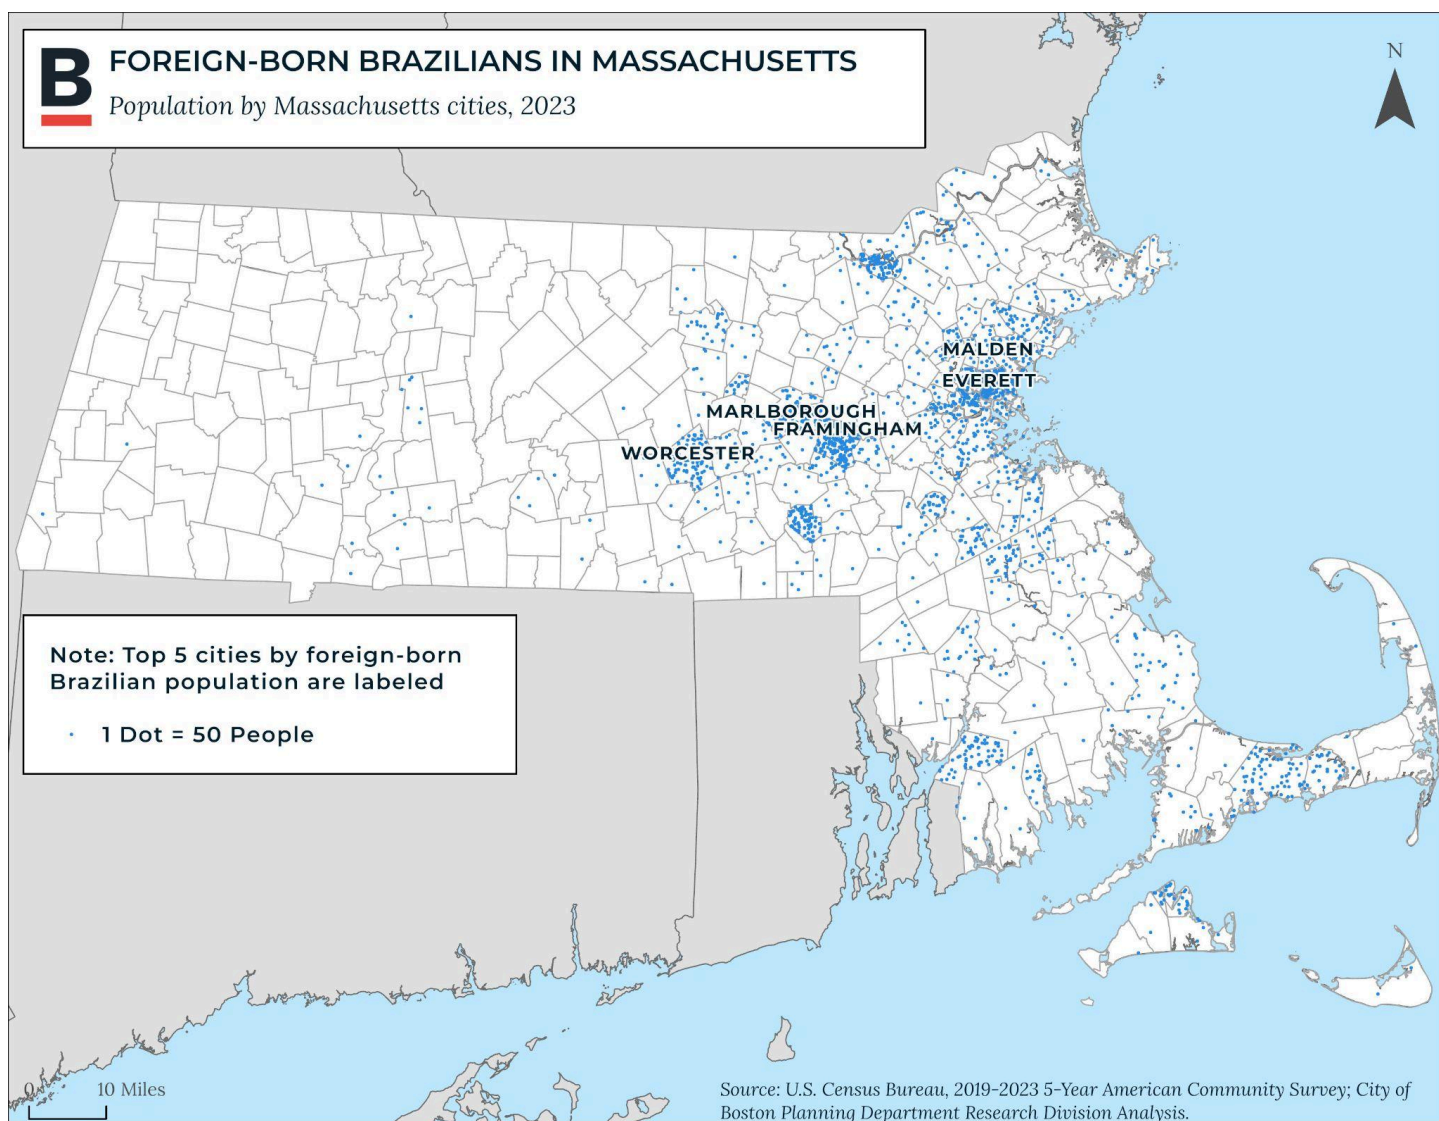 B
FOREIGN-BORN BRAZILIANS IN MASSACHUSETTS
Population by Massachusetts cities, 2023
N
MALDEN
EVERETT
MARLBOROUGH
FRAMINGHAM
WORCESTER
Note: Top 5 cities by foreign-born
Brazilian population are labeled
1 Dot = 50 People
0 10 Miles
Source: U.S. Census Bureau, 2019-2023 5-Year American Community Survey; City of
Boston Planning Department Research Division Analysis.